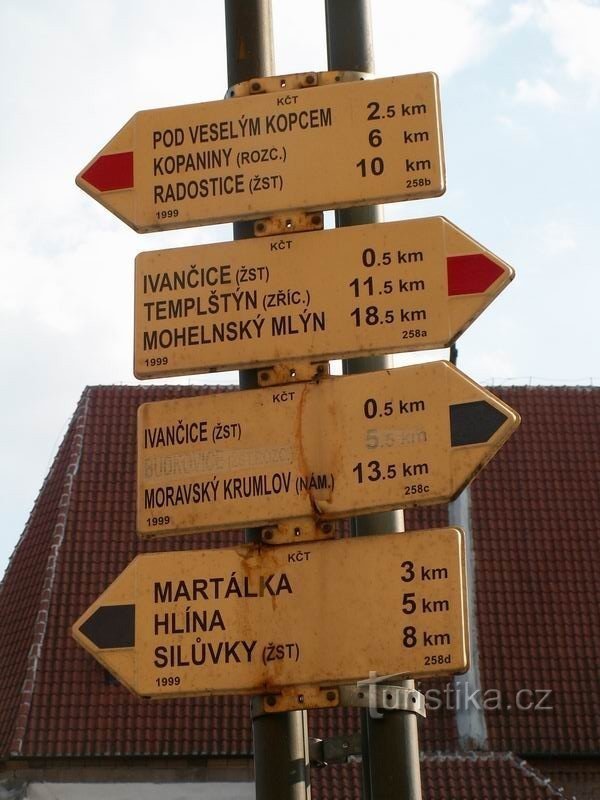 KČT
POD VESELÝM KOPCEM 2.5 KM
KOPANINY (ROZC.) 6 KM
RADOSTICE (ŽST) 10 KM
1999 258b
KČT
IVANČICE (ŽST) 0.5 KM
TEMPLŠTÝN (ZŘÍC.) 11.5 KM
MOHELNSKÝ MLÝN 18.5 KM
1999 258a
KČT
IVANČICE (ŽST) 0.5 KM
5.5 KM
MORAVSKÝ KRUMLOV (NÁM.) 13.5 KM
1999 258c
KČT
MARTÁLKA 3 KM
HLÍNA 5 KM
SILŮVKY (ŽST) 8 KM
1999 258d
turistika.cz